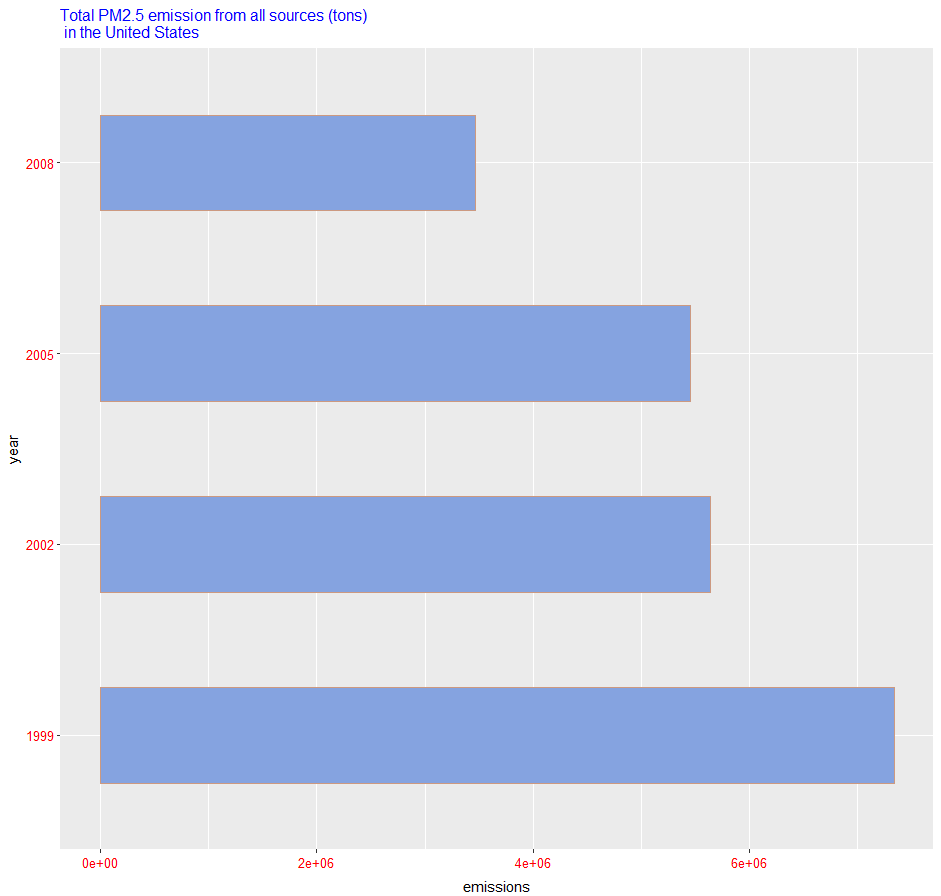 Total PM2.5 emission from all sources (tons)
in the United States
2008
2005
year
2002
1999
0e+00 2e+06 4e+06 6e+06
emissions